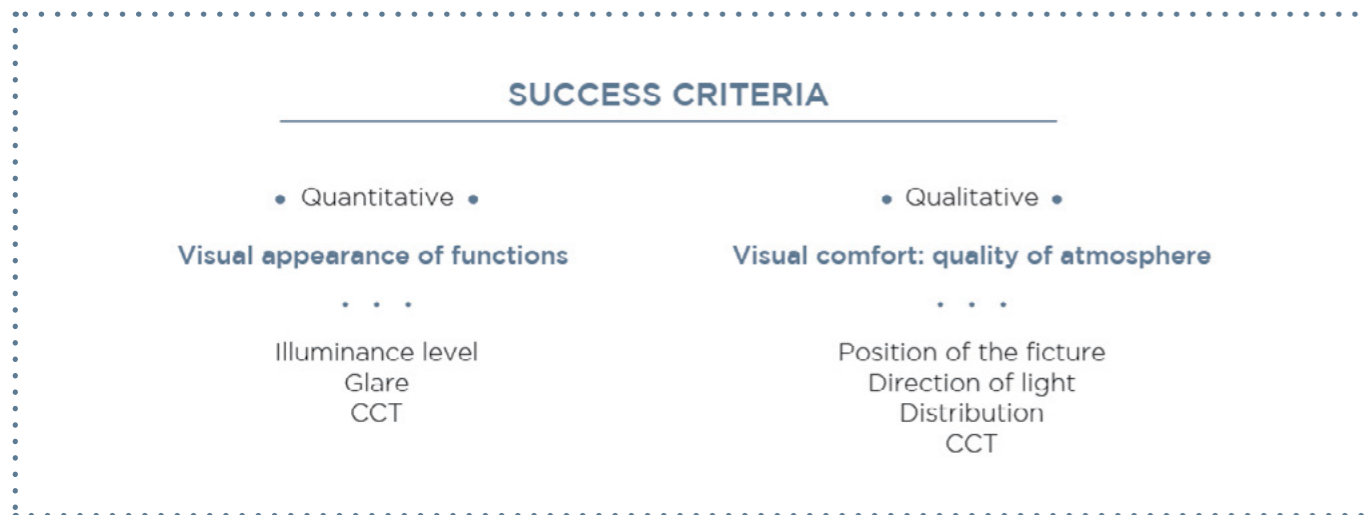 SUCCESS CRITERIA
• Quantitative •
Visual appearance of functions
. . .
Illuminance level
Glare
CCT
• Qualitative •
Visual comfort: quality of atmosphere
. . .
Position of the ficture
Direction of light
Distribution
CCT